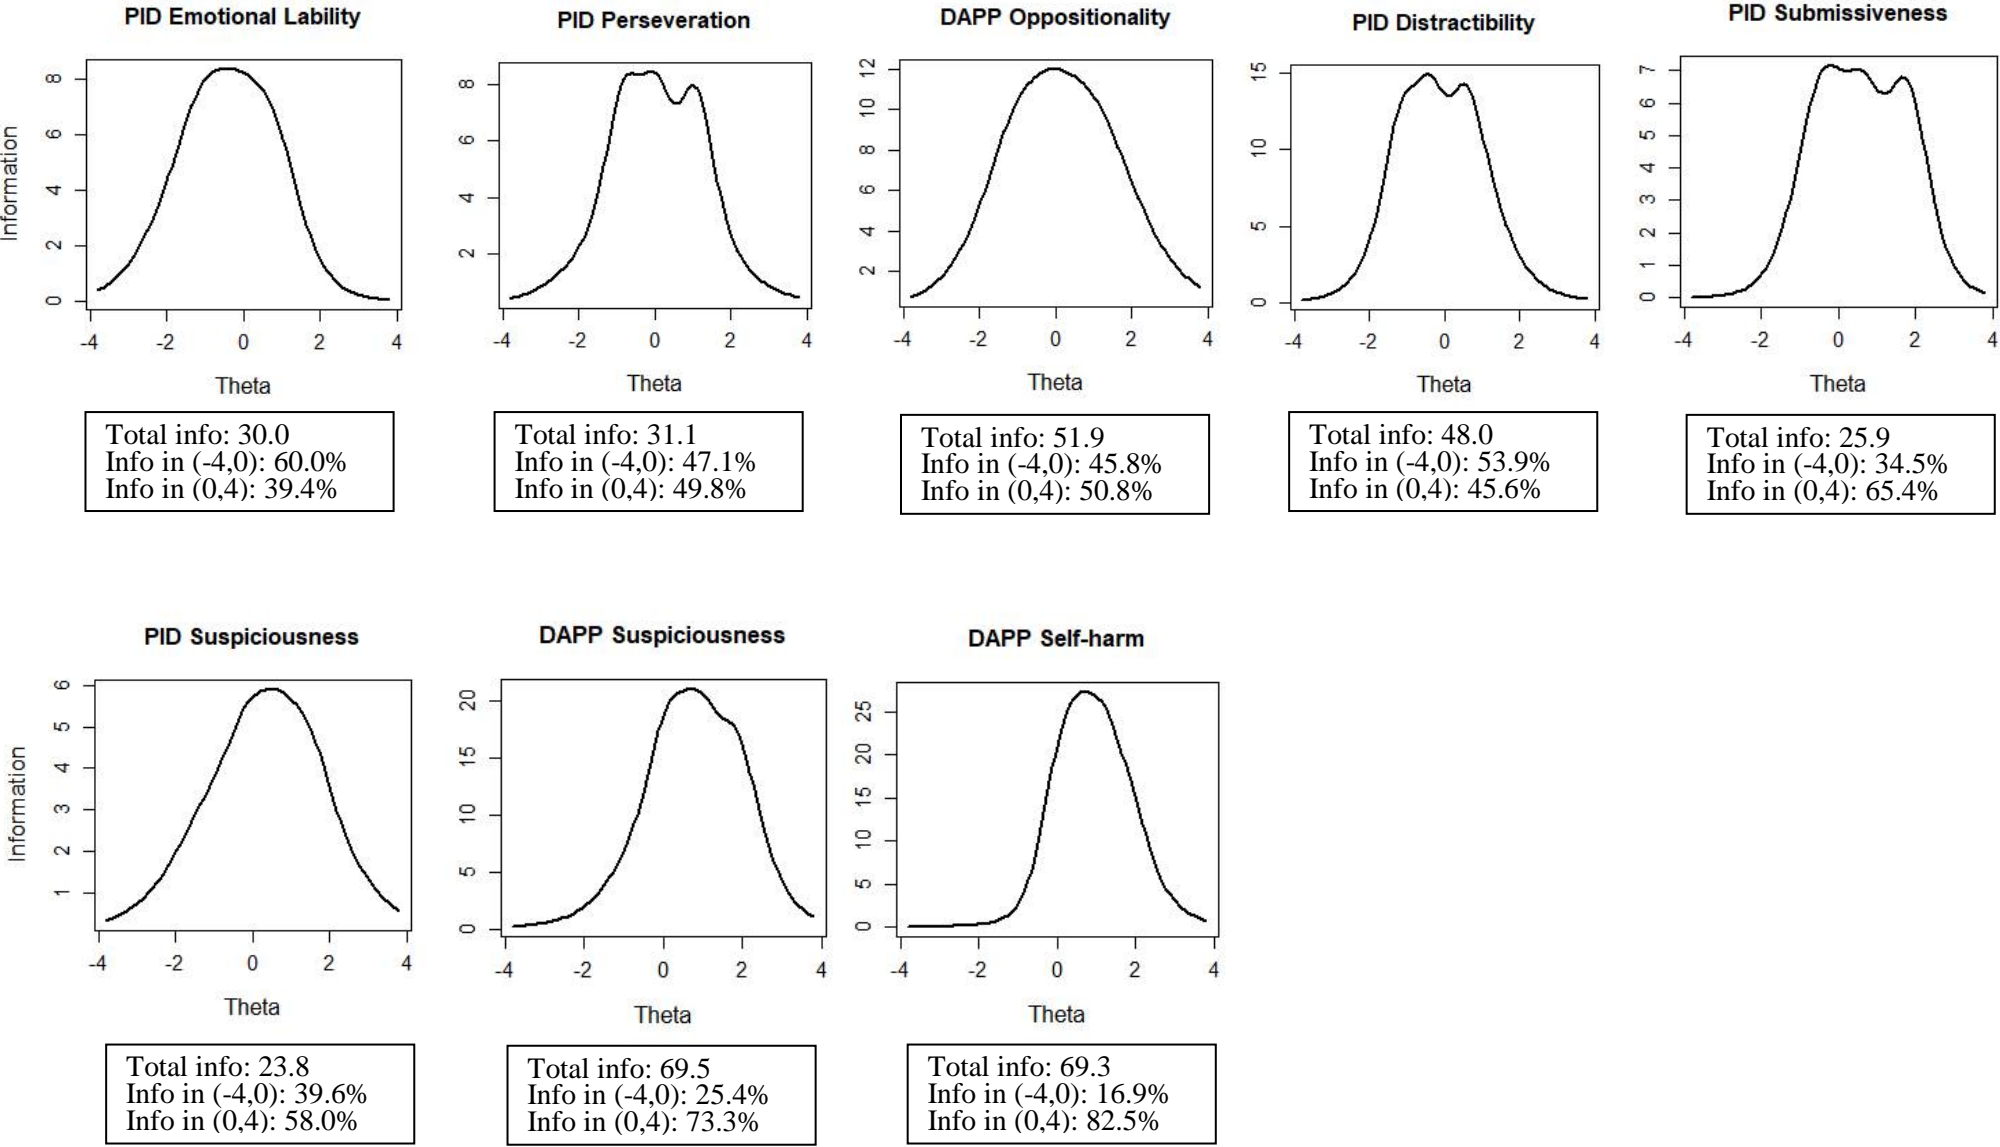 PID Emotional Lability
PID Perseveration
DAPP Oppositionality
PID Distractibility
PID Submissiveness
Information
0 2 4 6 8
-4 -2 0 2 4
Theta
2 4 6 8
-4 -2 0 2 4
Theta
2 4 6 8 10 12
-4 -2 0 2 4
Theta
0 5 10 15
-4 -2 0 2 4
Theta
0 1 2 3 4 5 6 7
-4 -2 0 2 4
Theta
Total info: 30.0
Info in (-4,0): 60.0%
Info in (0,4): 39.4%
Total info: 31.1
Info in (-4,0): 47.1%
Info in (0,4): 49.8%
Total info: 51.9
Info in (-4,0): 45.8%
Info in (0,4): 50.8%
Total info: 48.0
Info in (-4,0): 53.9%
Info in (0,4): 45.6%
Total info: 25.9
Info in (-4,0): 34.5%
Info in (0,4): 65.4%
PID Suspiciousness
DAPP Suspiciousness
DAPP Self-harm
Information
1 2 3 4 5 6
-4 -2 0 2 4
Theta
0 5 10 15 20
-4 -2 0 2 4
Theta
0 5 10 15 20 25
-4 -2 0 2 4
Theta
Total info: 23.8
Info in (-4,0): 39.6%
Info in (0,4): 58.0%
Total info: 69.5
Info in (-4,0): 25.4%
Info in (0,4): 73.3%
Total info: 69.3
Info in (-4,0): 16.9%
Info in (0,4): 82.5%